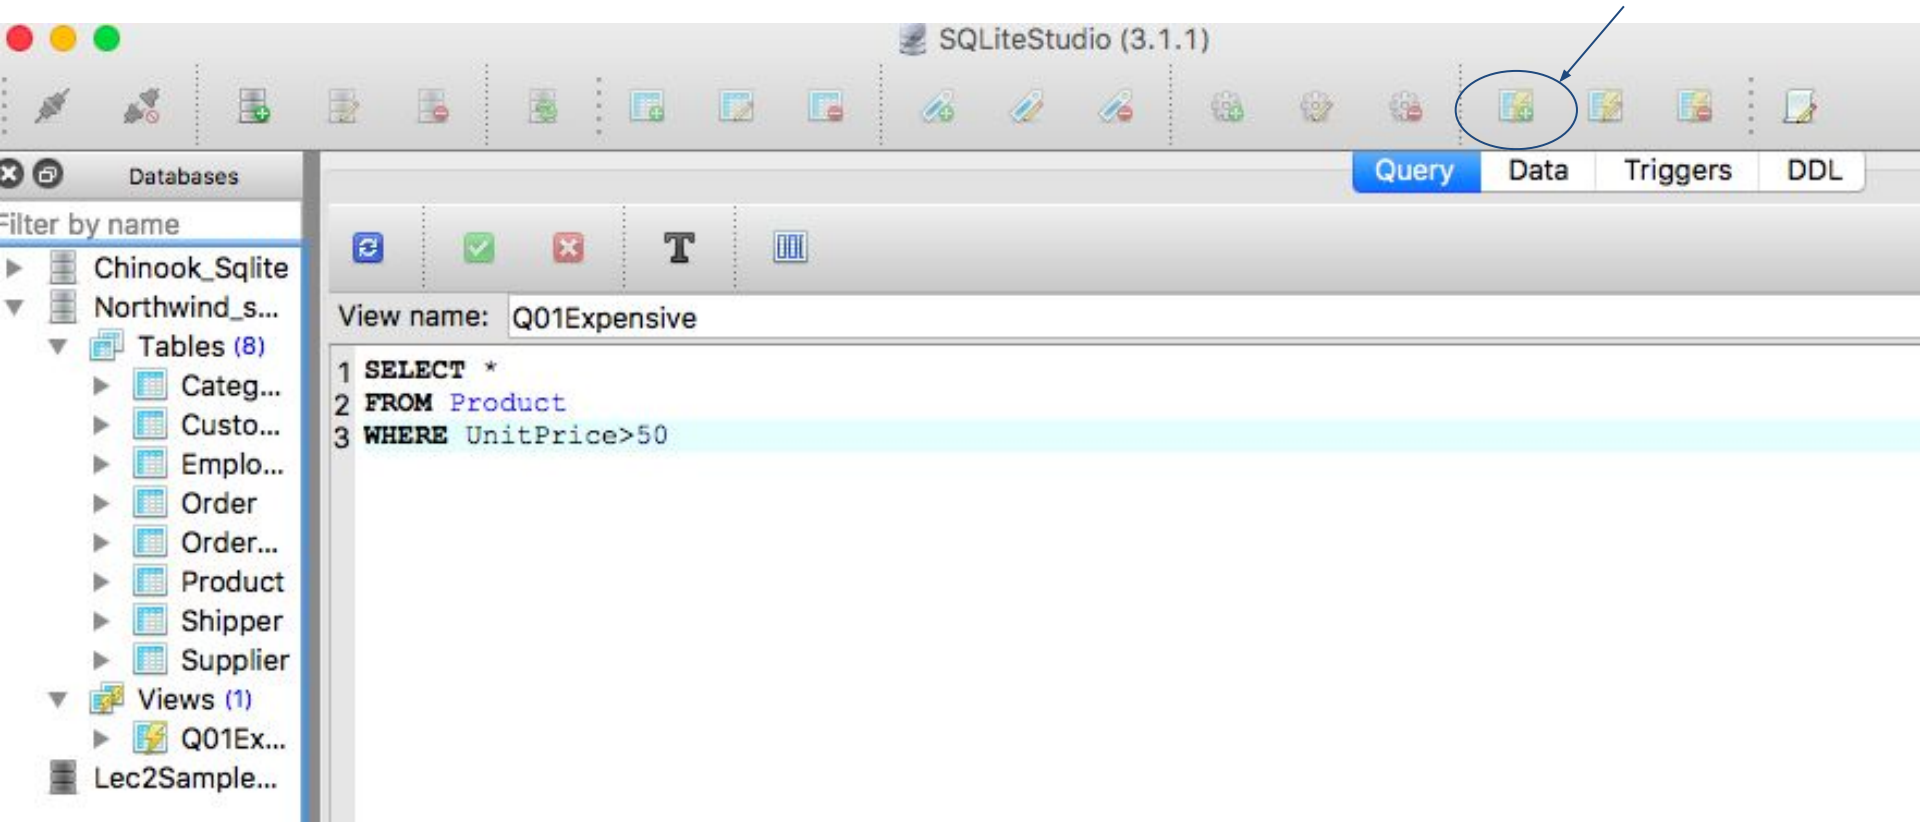 SQLiteStudio (3.1.1)
Databases
Query Data Triggers DDL
Filter by name
Chinook_Sqlite
Northwind_s...
Tables (8)
Categ...
Custo...
Emplo...
Order
Order...
Product
Shipper
Supplier
Views (1)
Q01Ex...
Lec2Sample...
View name: Q01Expensive
1 SELECT *
2 FROM Product
3 WHERE UnitPrice>50